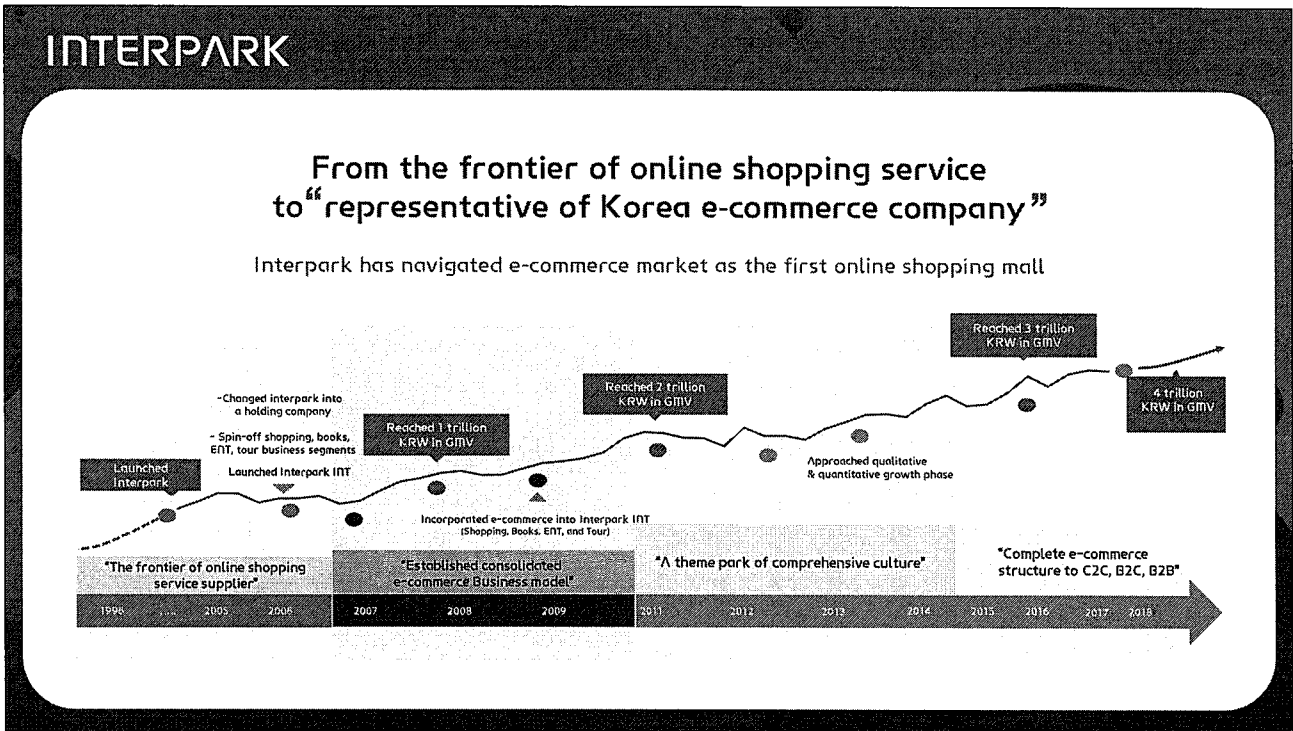 INTERPARK
From the frontier of online shopping service
to “representative of Korea e-commerce company”
Interpark has navigated e-commerce market as the first online shopping mall
Launched
Interpark
-Changed interpark into
a holding company
- Spin-off shopping, books,
ENT, tour business segments
Launched Interpark INT
Reached 1 trillion
KRW in GMV
Incorporated e-commerce into Interpark INT
(Shopping, Books, ENT, and Tour)
Reached 2 trillion
KRW in GMV
Approached qualitative
& quantitative growth phase
Reached 3 trillion
KRW in GMV
4 trillion
KRW in GMV
"The frontier of online shopping
service supplier"
"Established consolidated
e-commerce Business model"
"A theme park of comprehensive culture"
"Complete e-commerce
structure to C2C, B2C, B2B"
1996 ..... 2005 2006 2007 2008 2009 2011 2012 2013 2014 2015 2016 2017 2018